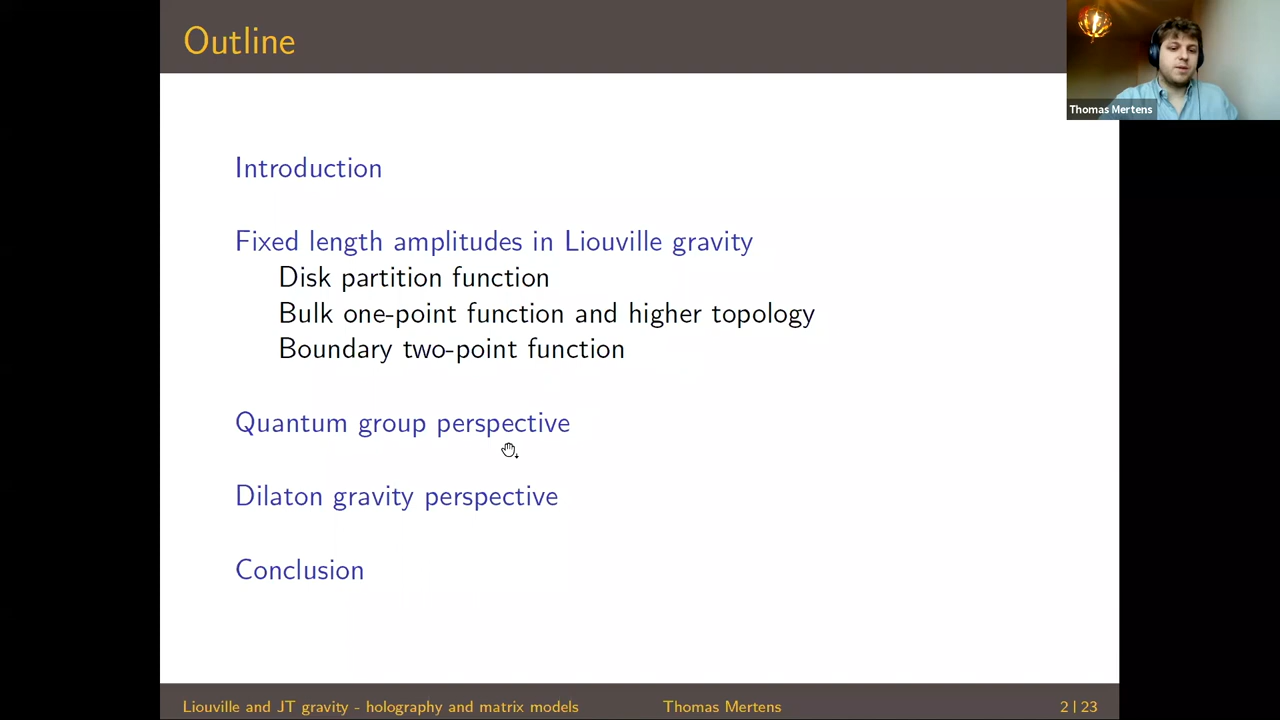 Outline
Thomas Mertens
Introduction
Fixed length amplitudes in Liouville gravity
Disk partition function
Bulk one-point function and higher topology
Boundary two-point function
Quantum group perspective
Dilaton gravity perspective
Conclusion
Liouville and JT gravity - holography and matrix models
Thomas Mertens
2 | 23